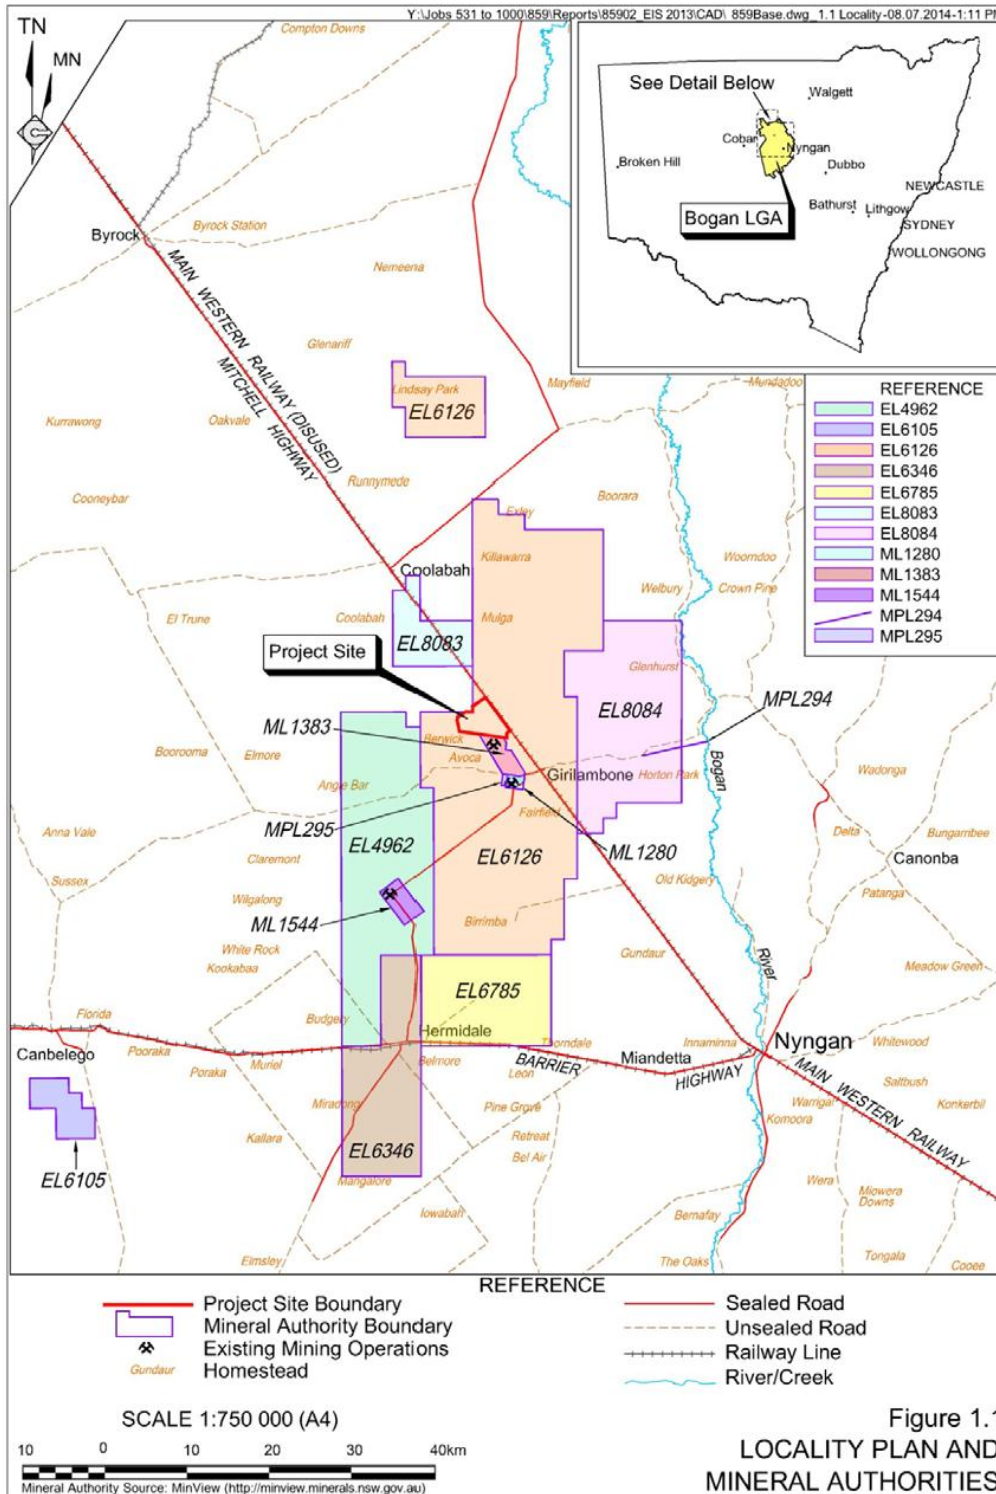 Y:\Jobs 531 to 1000\859\Reports\85902_EIS 2013\CAD\ 859Base.dwg_1.1 Locality-08.07.2014-1:11 P
TN
MN
Compton Downs
See Detail Below
Walgett
Cobar
Nyngan
Broken Hill
Dubbo
NEWCASTLE
Bathurst
Lithgow
SYDNEY
Bogan LGA
WOLLONGONG
Byrock
Byrock Station
Nemeena
MAIN WESTERN RAILWAY (DISUSED)
MITCHELL HIGHWAY
Glenariff
Lindsay Park
EL6126
Mayfield
Mundadoo
Kurrawong
Oakvale
Runnymede
Cooneybar
Boorara
Exley
REFERENCE
EL4962
EL6105
EL6126
EL6346
EL6785
EL8083
EL8084
ML1280
ML1383
ML1544
MPL294
MPL295
Killawarra
Coolabah
Woorndoo
Welbury
Crown Pine
El Trune
Coolabah
Mulga
EL8083
Project Site
Glenhurst
ML1383
EL8084
MPL294
Berwick
Boorooma
Elmore
Avoca
Girilambone
Horton Park
Bogan
Wadonga
Angle Bar
Fairfield
MPL295
Anna Vale
EL4962
EL6126
ML1280
Delta
Bungarribee
Claremont
Canonba
Sussex
Old Kidgery
Patanga
Wilgalong
ML1544
Birrimba
White Rock
Kookabaa
Gundaur
River
Meadow Green
EL6785
Florida
Budgery
Hermidale
Thorndale
Innaminna
Nyngan
Whitewood
Canbelego
Pooraka
Muriel
Poraka
Belmore
BARRIER
HIGHWAY
Leon
Miandetta
MAIN WESTERN RAILWAY
Saltbush
Miradong
Pine Grove
Warrigal
Konkerbil
Komoora
Kallara
Retreat
Bel Air
EL6346
EL6105
Mangalore
Wera
Miowera
Downs
Iowabah
Bernafay
Elmsley
The Oaks
Tongala
Cooee
REFERENCE
Project Site Boundary
Mineral Authority Boundary
Existing Mining Operations
Gundaur
Homestead
Sealed Road
Unsealed Road
Railway Line
River/Creek
SCALE 1:750 000 (A4)
10 0 10 20 30 40km
Mineral Authority Source: MinView (http://minview.minerals.nsw.gov.au)
Figure 1.1
LOCALITY PLAN AND
MINERAL AUTHORITIES